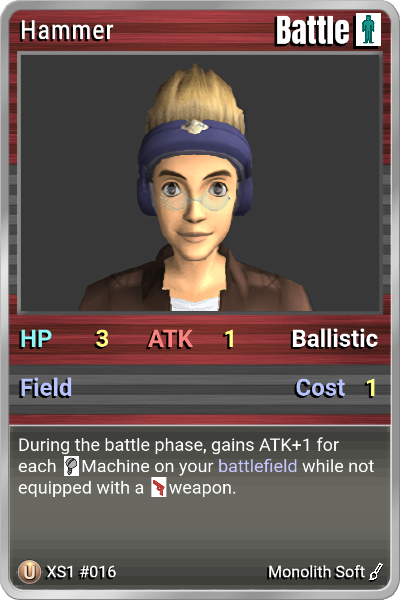 Hammer Battle
HP 3 ATK 1 Ballistic
Field Cost 1
During the battle phase, gains ATK+1 for
each Machine on your battlefield while not
equipped with a weapon.
U XS1 #016 Monolith Soft